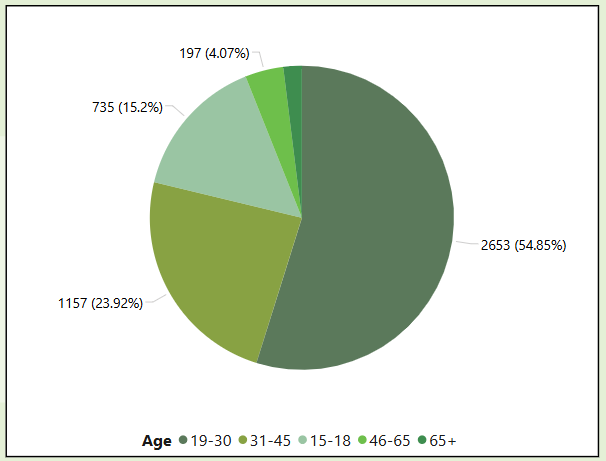 197 (4.07%)
735 (15.2%)
2653 (54.85%)
1157 (23.92%)
Age 19-30 31-45 15-18 46-65 65+